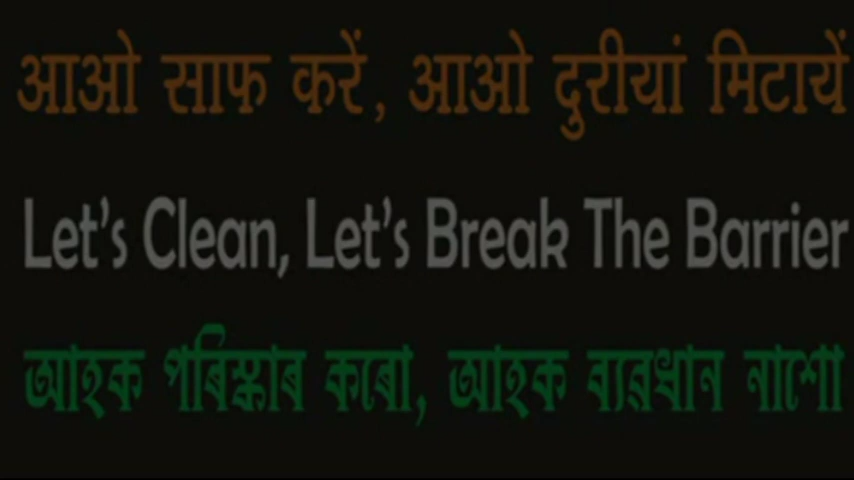 आओ साफ करें, आओ दुरीयां मिटायें
Let's Clean, Let's Break The Barrier
আহক পৰিস্কাৰ কৰো, আহক ব্যৱধান নাশো